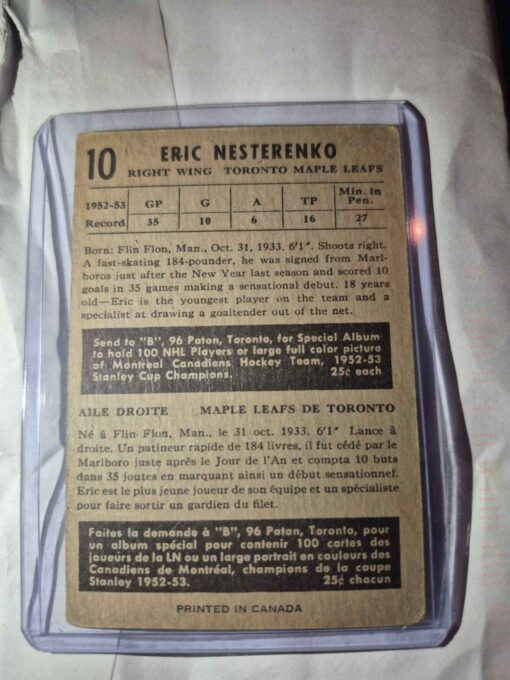 10 ERIC NESTERENKO
RIGHT WING TORONTO MAPLE LEAFS
1952-53 GP G A TP Min. in Pen.
Record 35 10 6 16 27
Born: Flin Flon, Man., Oct. 31, 1933. 6'1". Shoots right.
A fast-skating 184-pounder, he was signed from Marl-
boros just after the New Year last season and scored 10
goals in 35 games making a sensational debut. 18 years
old—Eric is the youngest player on the team and a
specialist at drawing a goaltender out of the net.
Send to "B", 96 Paton, Toronto, for Special Album
to hold 100 NHL Players or large full color picture
of Montreal Canadiens Hockey Team, 1952-53
Stanley Cup Champions. 25¢ each
AILE DROITE MAPLE LEAFS DE TORONTO
Né à Flin Flon, Man., le 31 oct. 1933. 6'1" Lance à
droite. Un patineur rapide de 184 livres, il fut cédé par le
Marlboro juste après le Jour de l'An et compta 10 buts
dans 35 joutes en marquant ainsi un début sensationnel.
Eric est le plus jeune joueur de son équipe et un spécialiste
pour faire sortir un gardien du filet.
Faites la demande à "B", 96 Paton, Toronto, pour
un album spécial pour contenir 100 cartes des
joueurs de la LN ou un large portrait en couleurs des
Canadiens de Montréal, champions de la coupe
Stanley 1952-53. 25¢ chacun
PRINTED IN CANADA